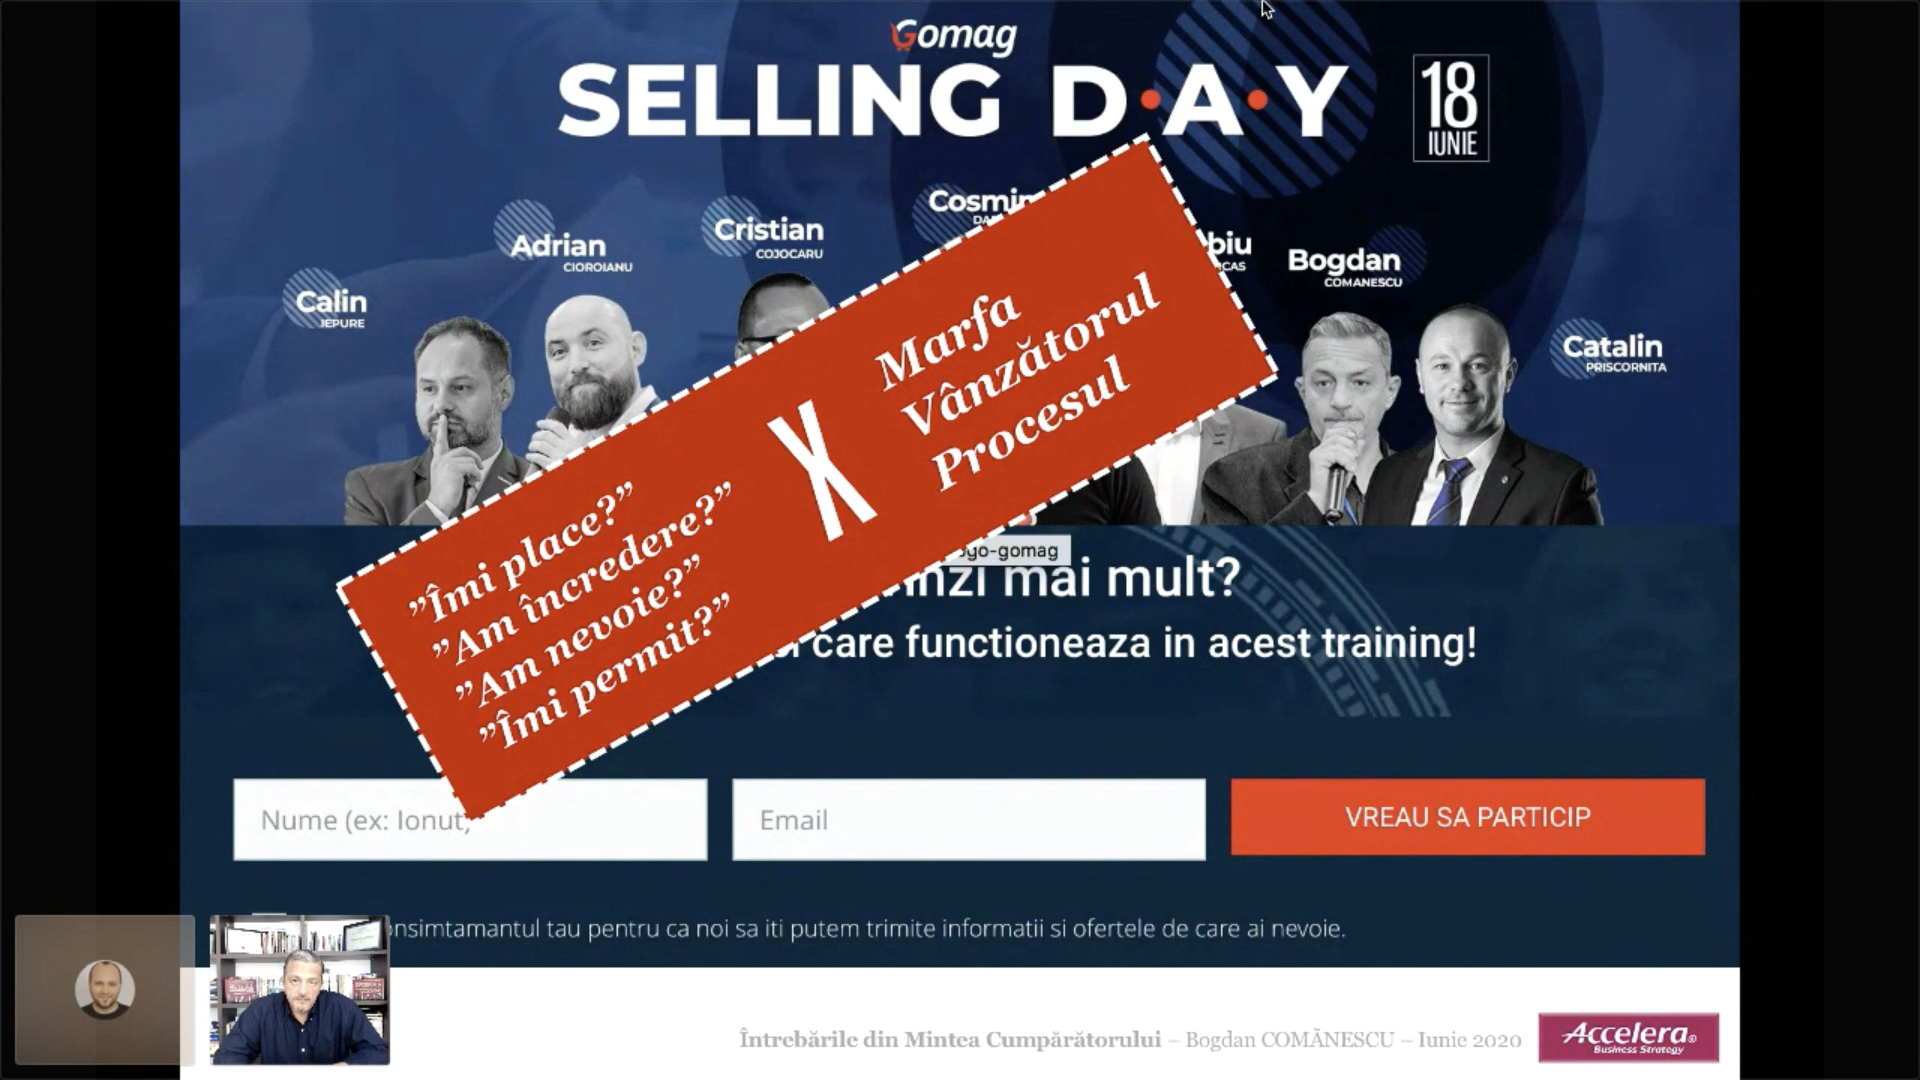 Gomag
SELLING D•A•Y
18
IUNIE
Cosmin
Cristian
COJOCARU
Adrian
CIOROIANU
Bogdan
COMANESCU
Calin
IEPURE
Catalin
PRISCORNITA
Marfa
Vânzătorul
Procesul
X
”Îmi place?”
”Am încredere?”
”Am nevoie?”
”Îmi permit?”
mai mult?
care functioneaza in acest training!
Nume (ex: Ionut,
Email
VREAU SA PARTICIP
tau pentru ca noi sa iti putem trimite informatii si ofertele de care ai nevoie.
Întrebările din Mintea Cumpărătorului – Bogdan COMĂNESCU – Iunie 2020
Accelera®
Business Strategy